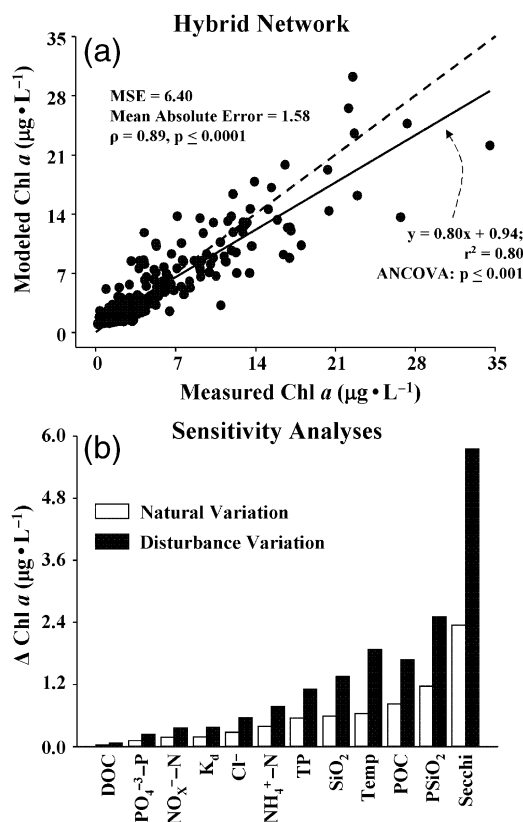 Hybrid Network
(a)
35
28
21
14
7
0
Modeled Chl a (µg•L⁻¹)
MSE = 6.40
Mean Absolute Error = 1.58
ρ = 0.89, p ≤ 0.0001
y = 0.80x + 0.94;
r² = 0.80
ANCOVA: p ≤ 0.001
0 7 14 21 28 35
Measured Chl a (µg•L⁻¹)
(b)
Sensitivity Analyses
6.0
4.8
3.6
2.4
1.2
0.0
Δ Chl a (µg•L⁻¹)
Natural Variation
Disturbance Variation
DOC
PO₄⁻³–P
NOₓ⁻–N
K_d
Cl⁻
NH₄⁺–N
TP
SiO₂
Temp
POC
PSiO₂
Secchi